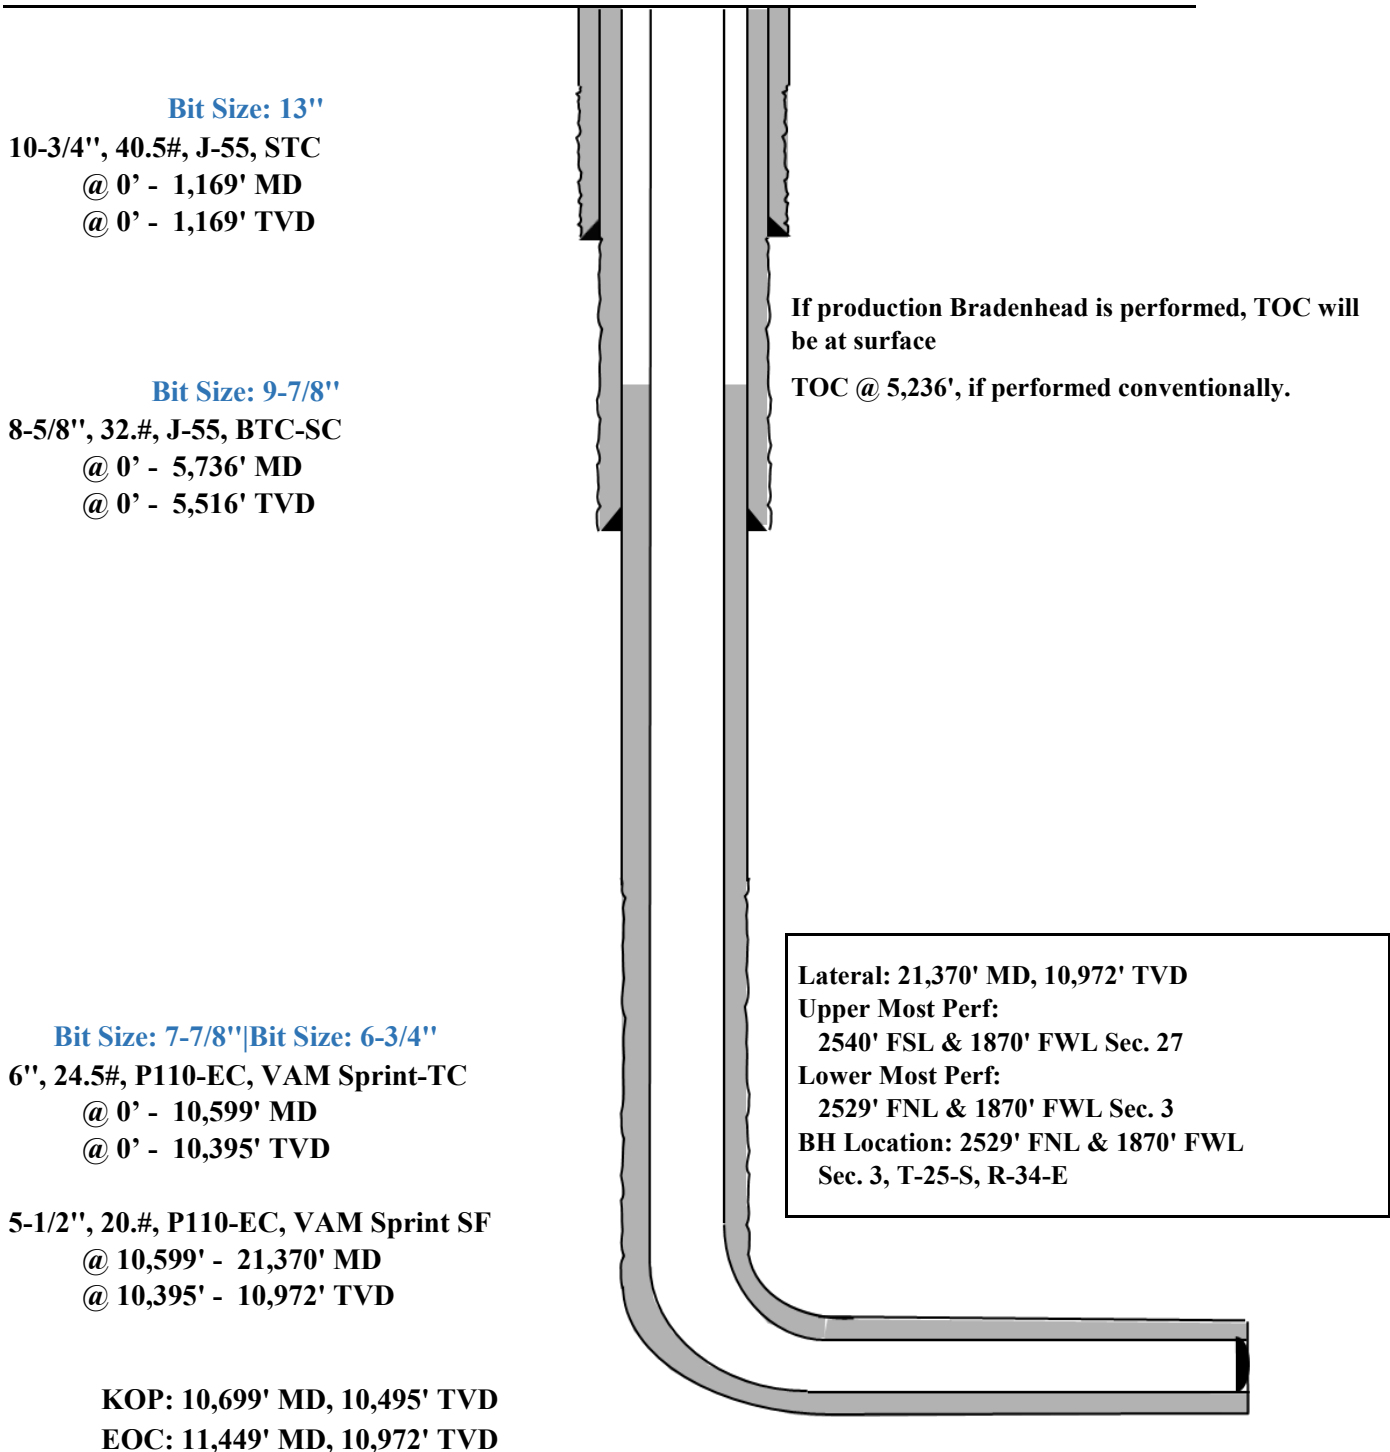 Bit Size: 13''
10-3/4'', 40.5#, J-55, STC
@ 0’ - 1,169' MD
@ 0’ - 1,169' TVD
If production Bradenhead is performed, TOC will
be at surface
TOC @ 5,236', if performed conventionally.
Bit Size: 9-7/8''
8-5/8'', 32.#, J-55, BTC-SC
@ 0’ - 5,736' MD
@ 0’ - 5,516' TVD
Bit Size: 7-7/8''|Bit Size: 6-3/4''
6'', 24.5#, P110-EC, VAM Sprint-TC
@ 0’ - 10,599' MD
@ 0’ - 10,395' TVD
5-1/2'', 20.#, P110-EC, VAM Sprint SF
@ 10,599' - 21,370' MD
@ 10,395' - 10,972' TVD
KOP: 10,699' MD, 10,495' TVD
EOC: 11,449' MD, 10,972' TVD
Lateral: 21,370' MD, 10,972' TVD
Upper Most Perf:
2540' FSL & 1870' FWL Sec. 27
Lower Most Perf:
2529' FNL & 1870' FWL Sec. 3
BH Location: 2529' FNL & 1870' FWL
Sec. 3, T-25-S, R-34-E